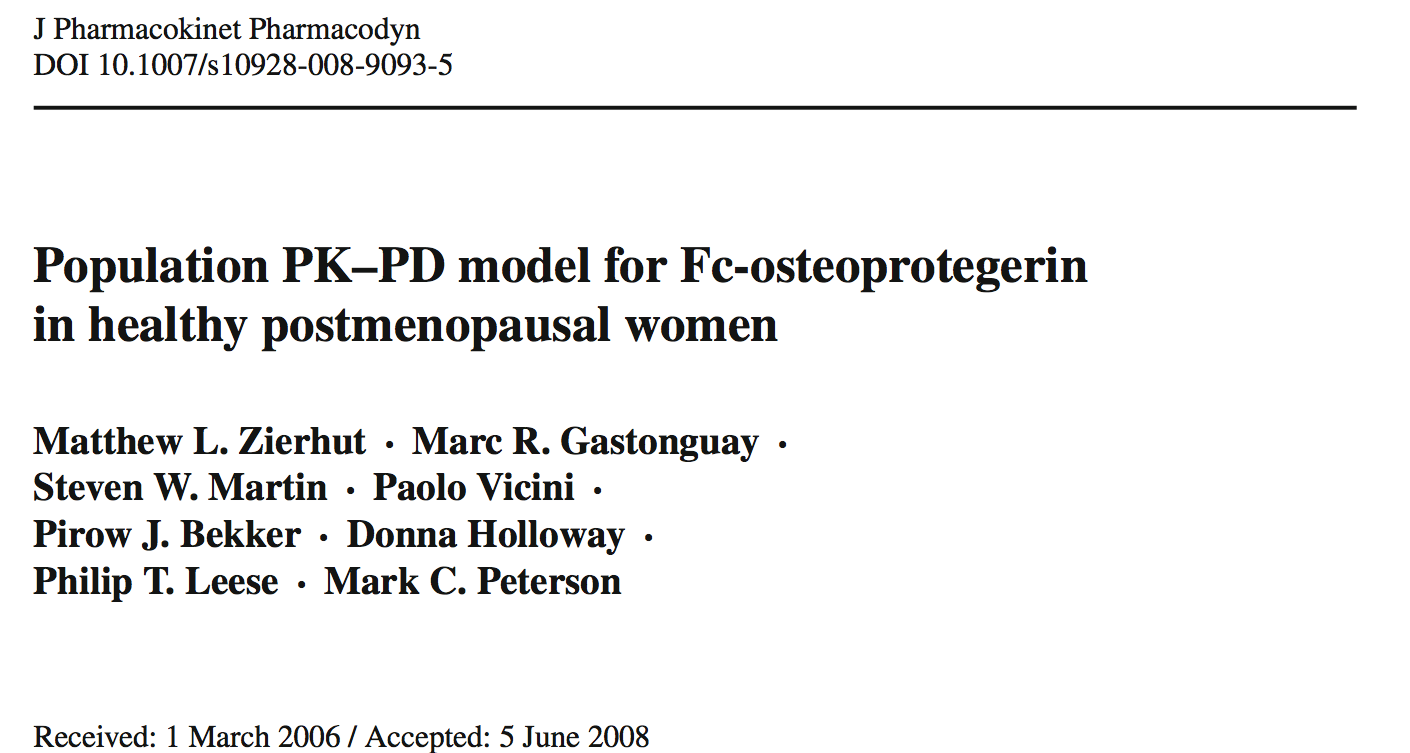 J Pharmacokinet Pharmacodyn
DOI 10.1007/s10928-008-9093-5
Population PK–PD model for Fc-osteoprotegerin
in healthy postmenopausal women
Matthew L. Zierhut · Marc R. Gastonguay ·
Steven W. Martin · Paolo Vicini ·
Pirow J. Bekker · Donna Holloway ·
Philip T. Leese · Mark C. Peterson
Received: 1 March 2006 / Accepted: 5 June 2008